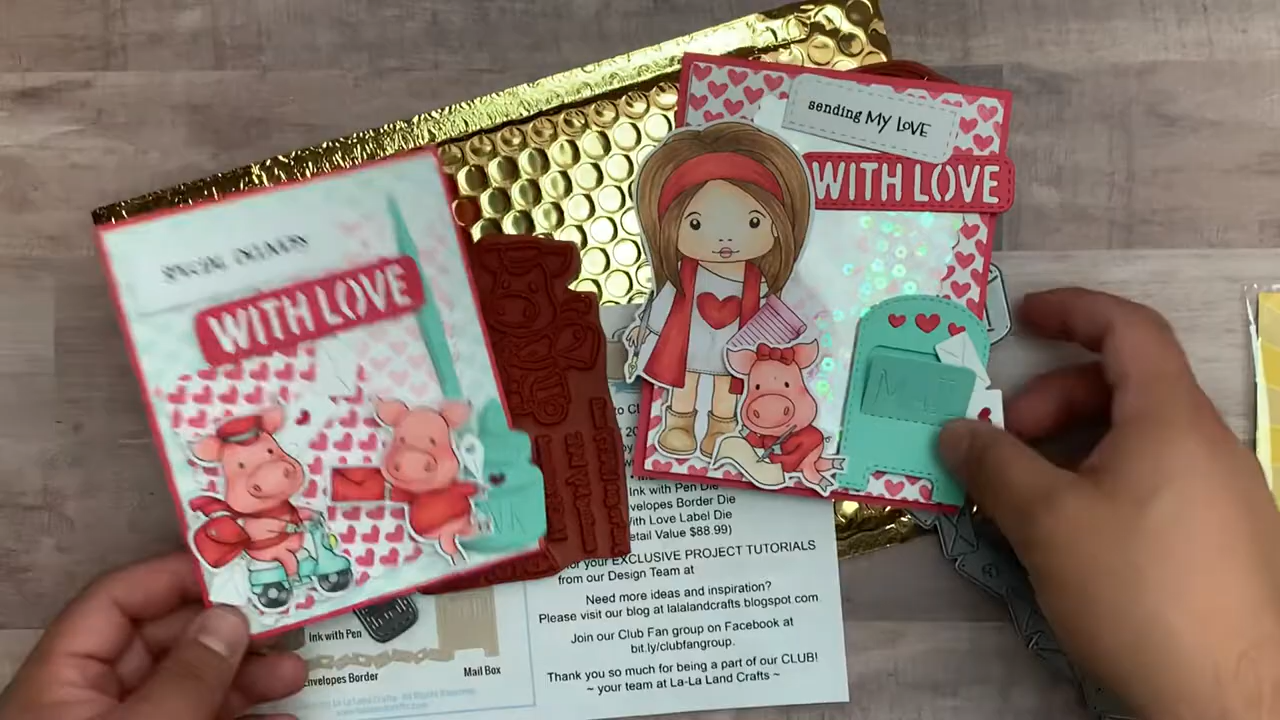 sending MY LOVE
WITH LOVE
SPECIAL DELIVERY
WITH LOVE
Ink with Pen Die
Envelopes Border Die
With Love Label Die
Retail Value $88.99)
for your EXCLUSIVE PROJECT TUTORIALS
from our Design Team at
Need more ideas and inspiration?
Please visit our blog at lalalandcrafts.blogspot.com.
Join our Club Fan group on Facebook at
bit.ly/clubfangroup.
Thank you so much for being a part of our CLUB!
~ your team at La-La Land Crafts ~
Ink with Pen
Envelopes Border
Mail Box